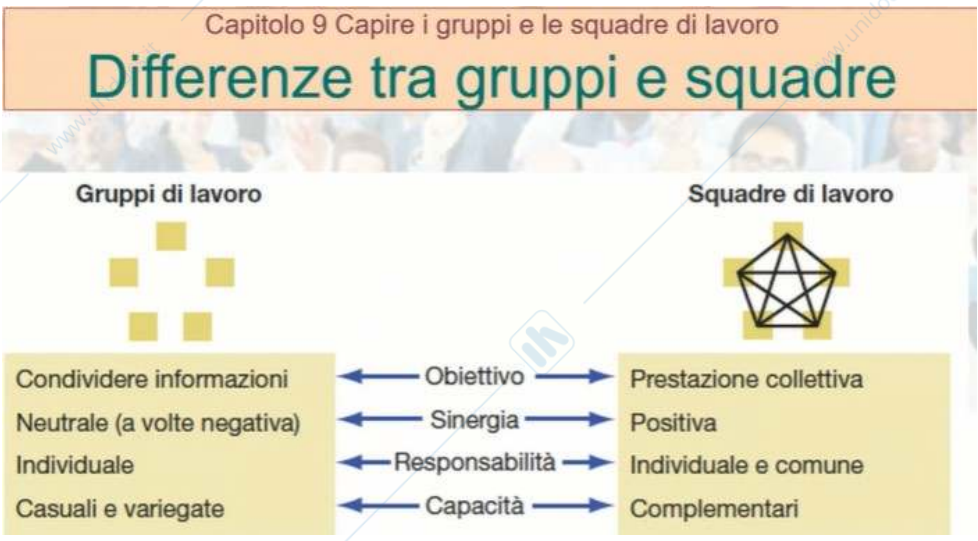 Capitolo 9 Capire i gruppi e le squadre di lavoro
Differenze tra gruppi e squadre
Gruppi di lavoro
Squadre di lavoro
Condividere informazioni
Obiettivo
Prestazione collettiva
Neutrale (a volte negativa)
Sinergia
Positiva
Individuale
Responsabilità
Individuale e comune
Casuali e variegate
Capacità
Complementari